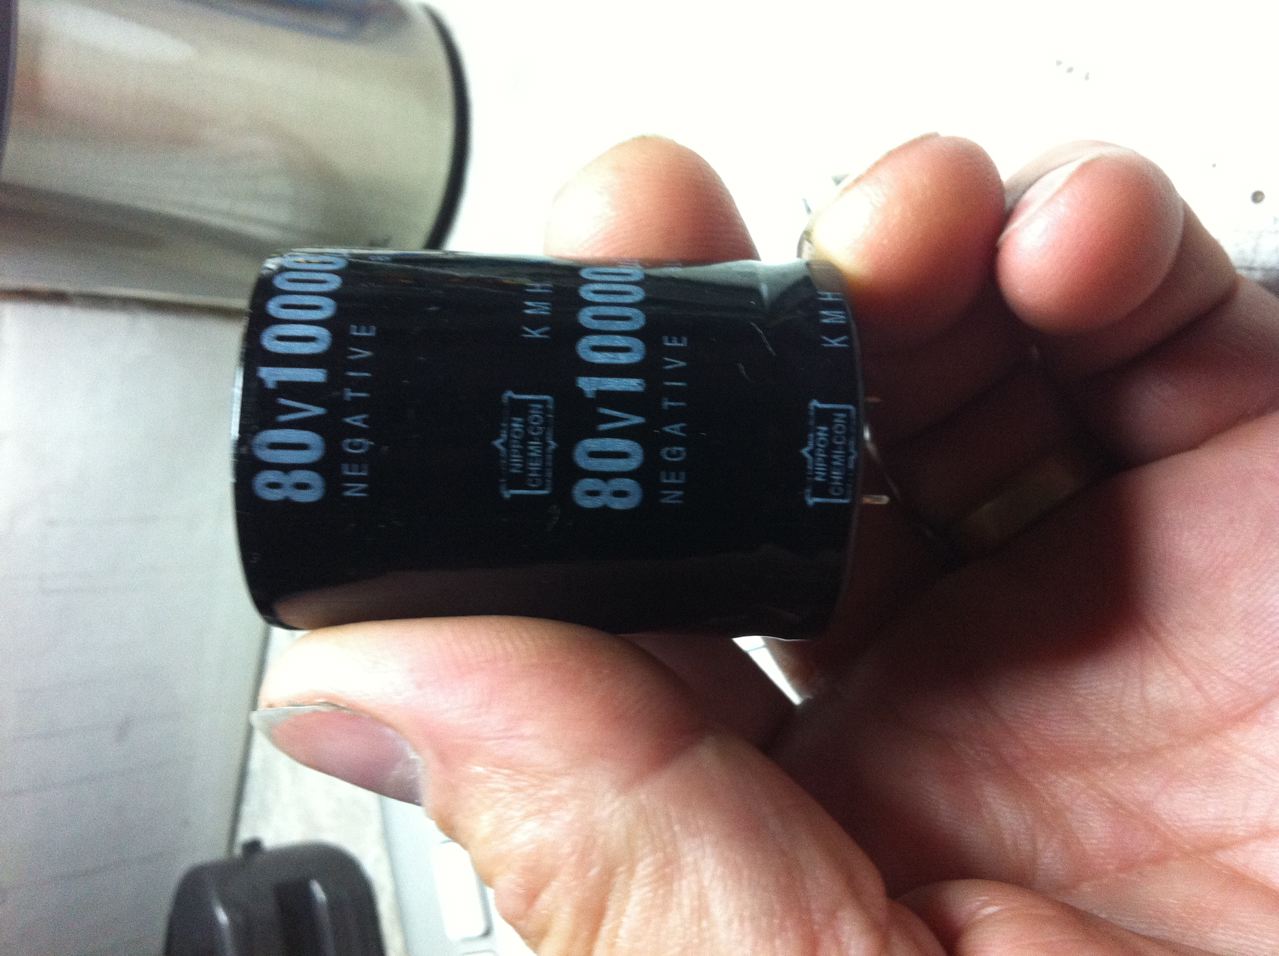 80V10000
NEGATIVE
NIPPON
CHEMI-CON KMH
80V10000
NEGATIVE
NIPPON
CHEMI-CON KMH